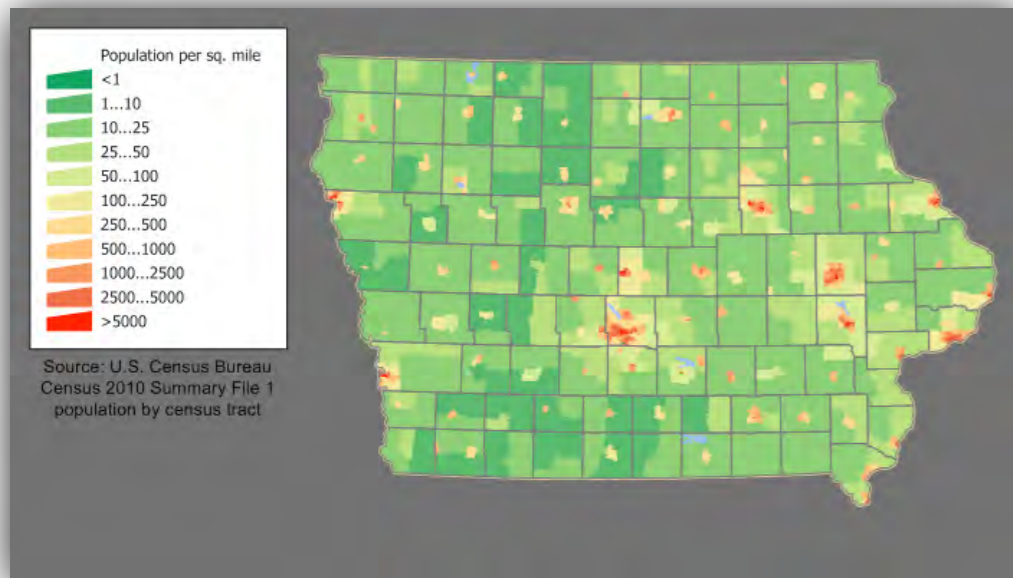 Population per sq. mile
<1
1...10
10...25
25...50
50...100
100...250
250...500
500...1000
1000...2500
2500...5000
>5000
Source: U.S. Census Bureau
Census 2010 Summary File 1
population by census tract